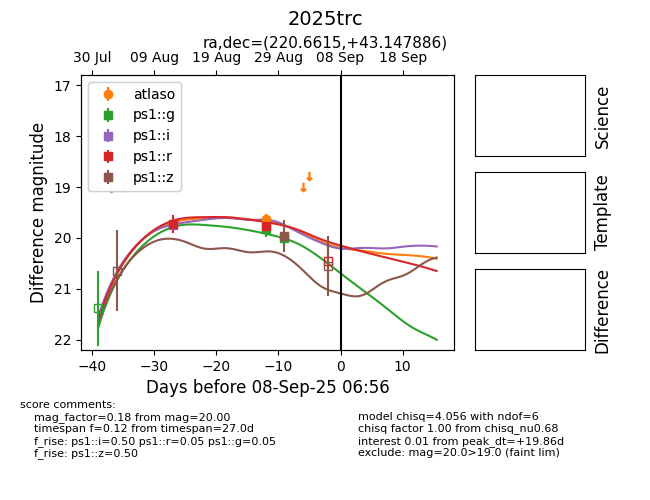 2025trc
ra,dec=(220.6615,+43.147886)
30 Jul 09 Aug 19 Aug 29 Aug 08 Sep 18 Sep
17
18
19
20
21
22
Difference magnitude
atlaso
ps1::g
ps1::i
ps1::r
ps1::z
−40 −30 −20 −10 0 10
Days before 08-Sep-25 06:56
Science
Template
Difference
score comments:
mag_factor=0.18 from mag=20.00
timespan f=0.12 from timespan=27.0d
f_rise: ps1::i=0.50 ps1::r=0.05 ps1::g=0.05
f_rise: ps1::z=0.50
model chisq=4.056 with ndof=6
chisq factor 1.00 from chisq_nu0.68
interest 0.01 from peak_dt=+19.86d
exclude: mag=20.0>19.0 (faint lim)